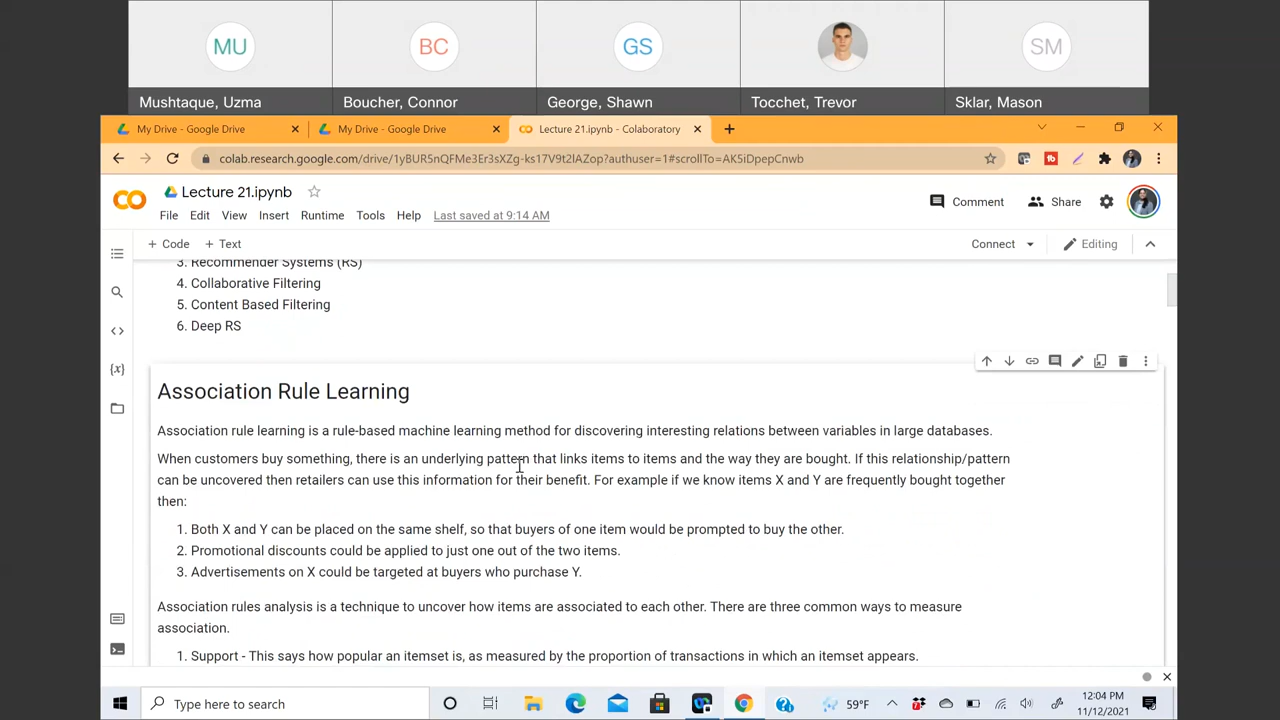 MU
BC
GS
SM
Mushtaque, Uzma
Boucher, Connor
George, Shawn
Tocchet, Trevor
Sklar, Mason
My Drive - Google Drive
My Drive - Google Drive
Lecture 21.ipynb - Colaboratory
colab.research.google.com/drive/1yBUR5nQFMe3Er3sXZg-ks17V9t2lAZop?authuser=1#scrollTo=AK5iDpepCnwb
Lecture 21.ipynb
Comment
Share
File Edit View Insert Runtime Tools Help Last saved at 9:14 AM
+ Code + Text
Connect
Editing
3. Recommender Systems (RS)
4. Collaborative Filtering
5. Content Based Filtering
6. Deep RS
Association Rule Learning
Association rule learning is a rule-based machine learning method for discovering interesting relations between variables in large databases.
When customers buy something, there is an underlying pattern that links items to items and the way they are bought. If this relationship/pattern
can be uncovered then retailers can use this information for their benefit. For example if we know items X and Y are frequently bought together
then:
1. Both X and Y can be placed on the same shelf, so that buyers of one item would be prompted to buy the other.
2. Promotional discounts could be applied to just one out of the two items.
3. Advertisements on X could be targeted at buyers who purchase Y.
Association rules analysis is a technique to uncover how items are associated to each other. There are three common ways to measure
association.
1. Support - This says how popular an itemset is, as measured by the proportion of transactions in which an itemset appears.
Type here to search
59°F
12:04 PM
11/12/2021